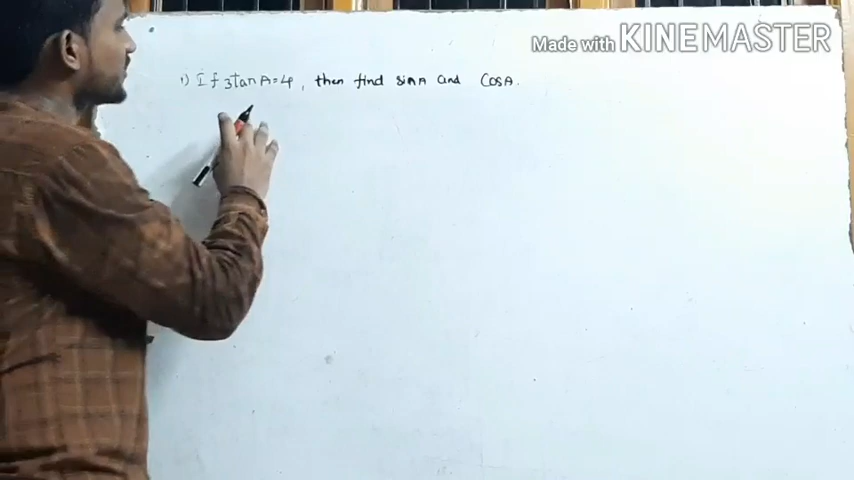 Made with KINEMASTER
1) If 3tanA=4, then find sinA and CosA.